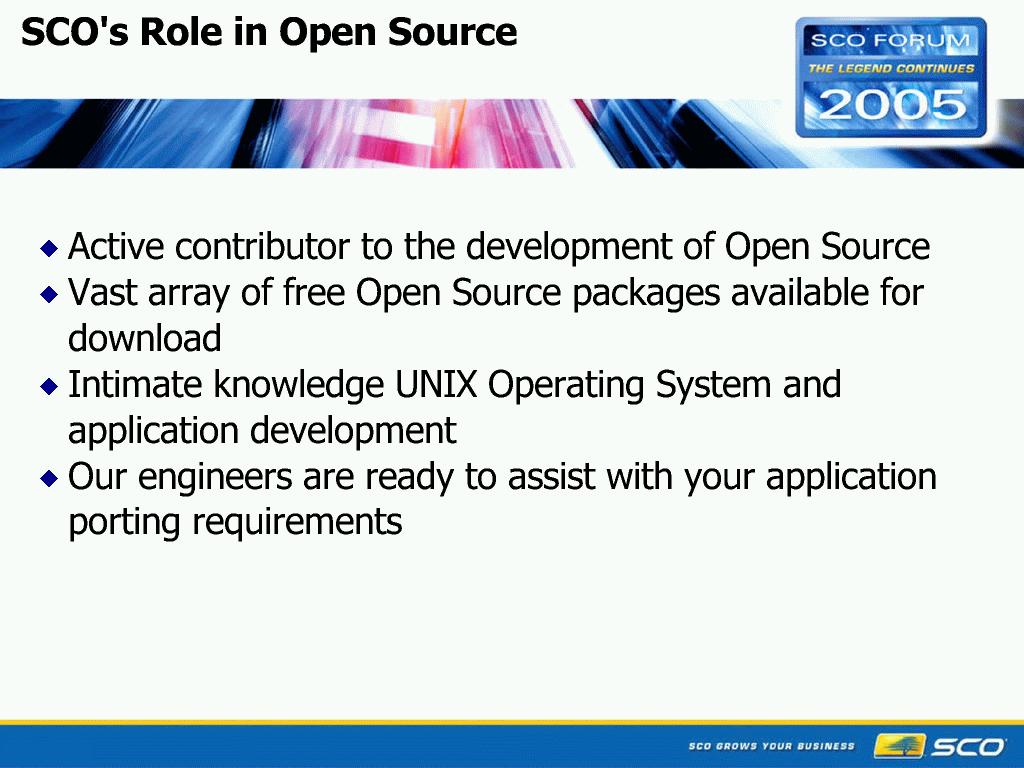 SCO's Role in Open Source
SCO FORUM
THE LEGEND CONTINUES
2005
Active contributor to the development of Open Source
Vast array of free Open Source packages available for
download
Intimate knowledge UNIX Operating System and
application development
Our engineers are ready to assist with your application
porting requirements
SCO GROWS YOUR BUSINESS
SCO